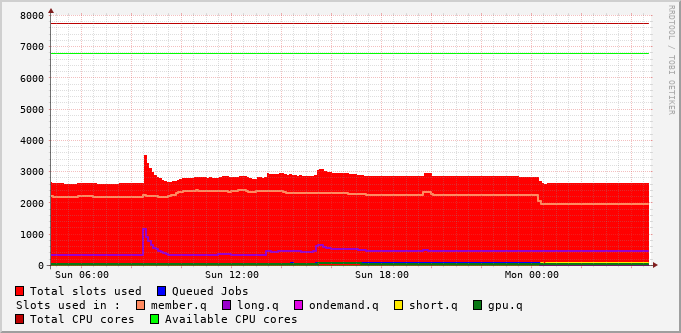 RRDTOOL / TOBI OETIKER
8000
7000
6000
5000
4000
3000
2000
1000
0
Sun 06:00 Sun 12:00 Sun 18:00 Mon 00:00
Total slots used Queued Jobs
Slots used in : member.q long.q ondemand.q short.q gpu.q
Total CPU cores Available CPU cores